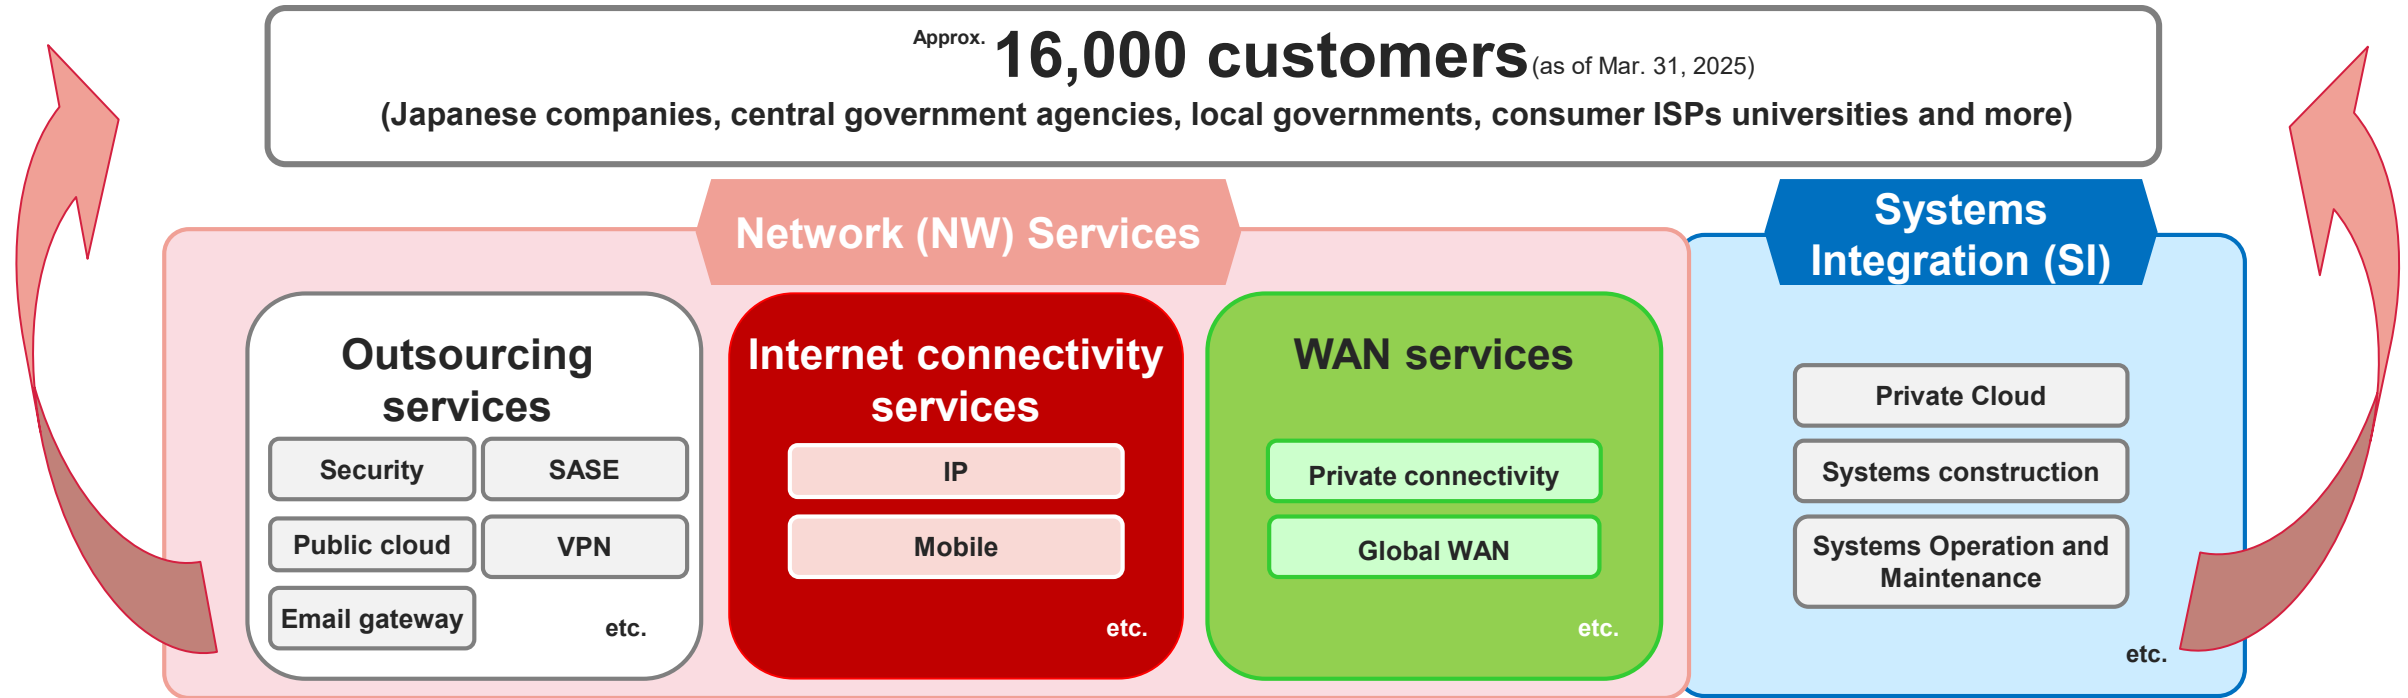 Approx. 16,000 customers (as of Mar. 31, 2025)
(Japanese companies, central government agencies, local governments, consumer ISPs universities and more)
Network (NW) Services
Systems
Integration (SI)
Outsourcing
services
Security
SASE
Public cloud
VPN
Email gateway
etc.
Internet connectivity
services
IP
Mobile
etc.
WAN services
Private connectivity
Global WAN
etc.
Private Cloud
Systems construction
Systems Operation and
Maintenance
etc.